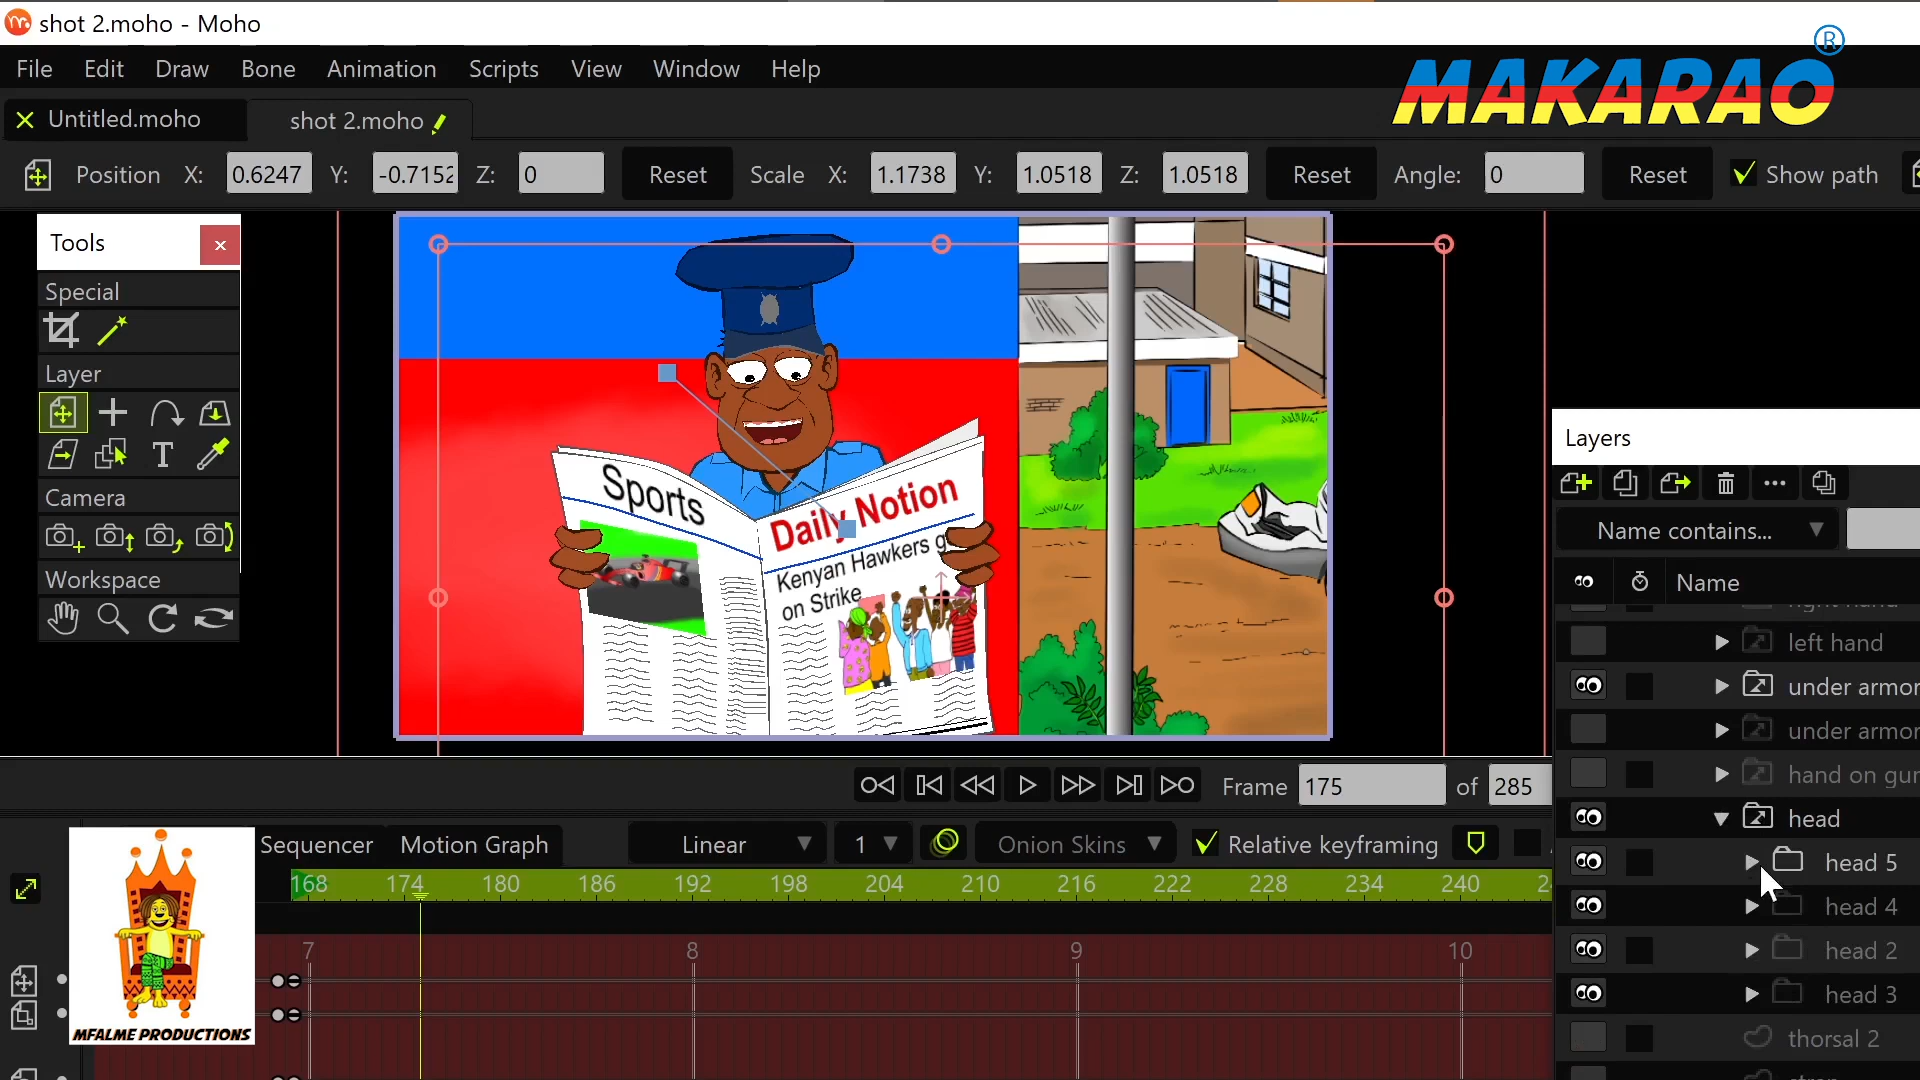 shot 2.moho - Moho
File Edit Draw Bone Animation Scripts View Window Help
MAKARAO ®
Untitled.moho shot 2.moho
Position X: 0.6247 Y: -0.7152 Z: 0 Reset Scale X: 1.1738 Y: 1.0518 Z: 1.0518 Reset Angle: 0 Reset Show path
Tools
Special
Layer
T
Camera
Workspace
Sports
Daily Notion
Kenyan Hawkers g
on Strike
Layers
Name contains...
Name
left hand
under armor
under armor
hand on gun
head
head 5
head 4
head 2
head 3
thorsal 2
Frame 175 of 285
Sequencer Motion Graph Linear 1 Onion Skins Relative keyframing
168 174 180 186 192 198 204 210 216 222 228 234 240
7 8 9 10
MFALME PRODUCTIONS